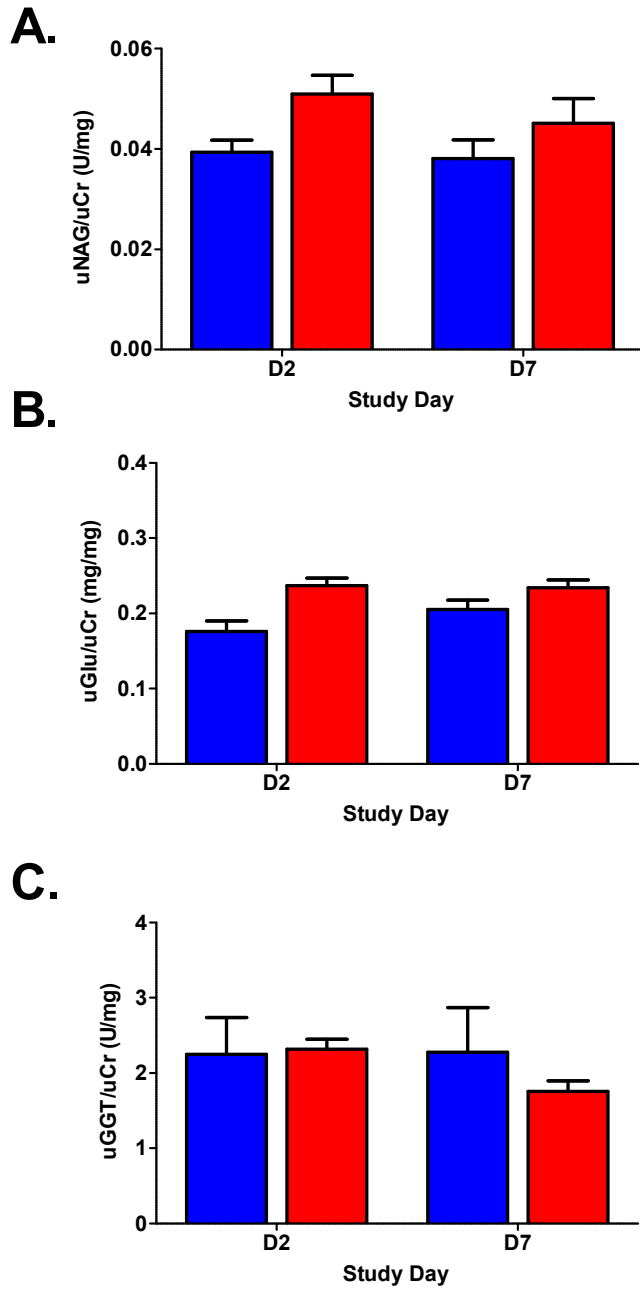 A.
uNAG/uCr (U/mg)
0.06
0.04
0.02
0.00
D2
D7
Study Day
B.
uGlu/uCr (mg/mg)
0.4
0.3
0.2
0.1
0.0
D2
D7
Study Day
C.
uGGT/uCr (U/mg)
4
3
2
1
0
D2
D7
Study Day